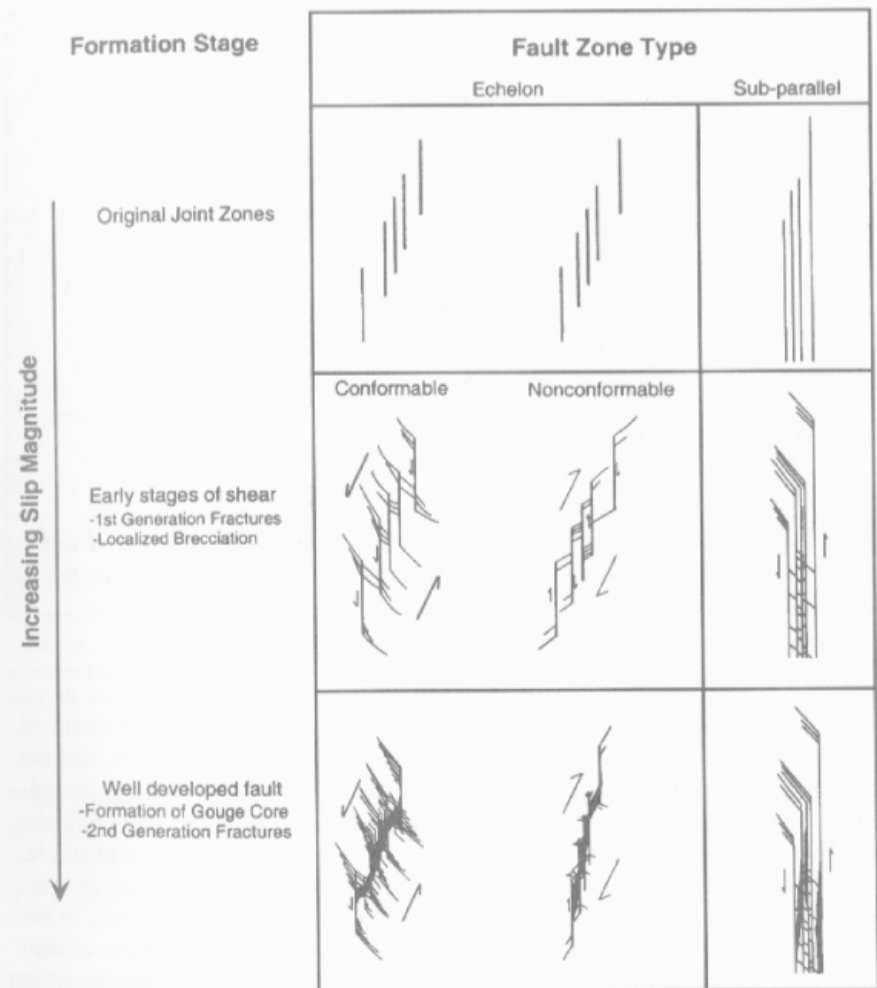 Formation Stage
Fault Zone Type
Echelon
Sub-parallel
Original Joint Zones
Increasing Slip Magnitude
Conformable
Nonconformable
Early stages of shear
-1st Generation Fractures
-Localized Brecciation
Well developed fault
-Formation of Gouge Core
-2nd Generation Fractures